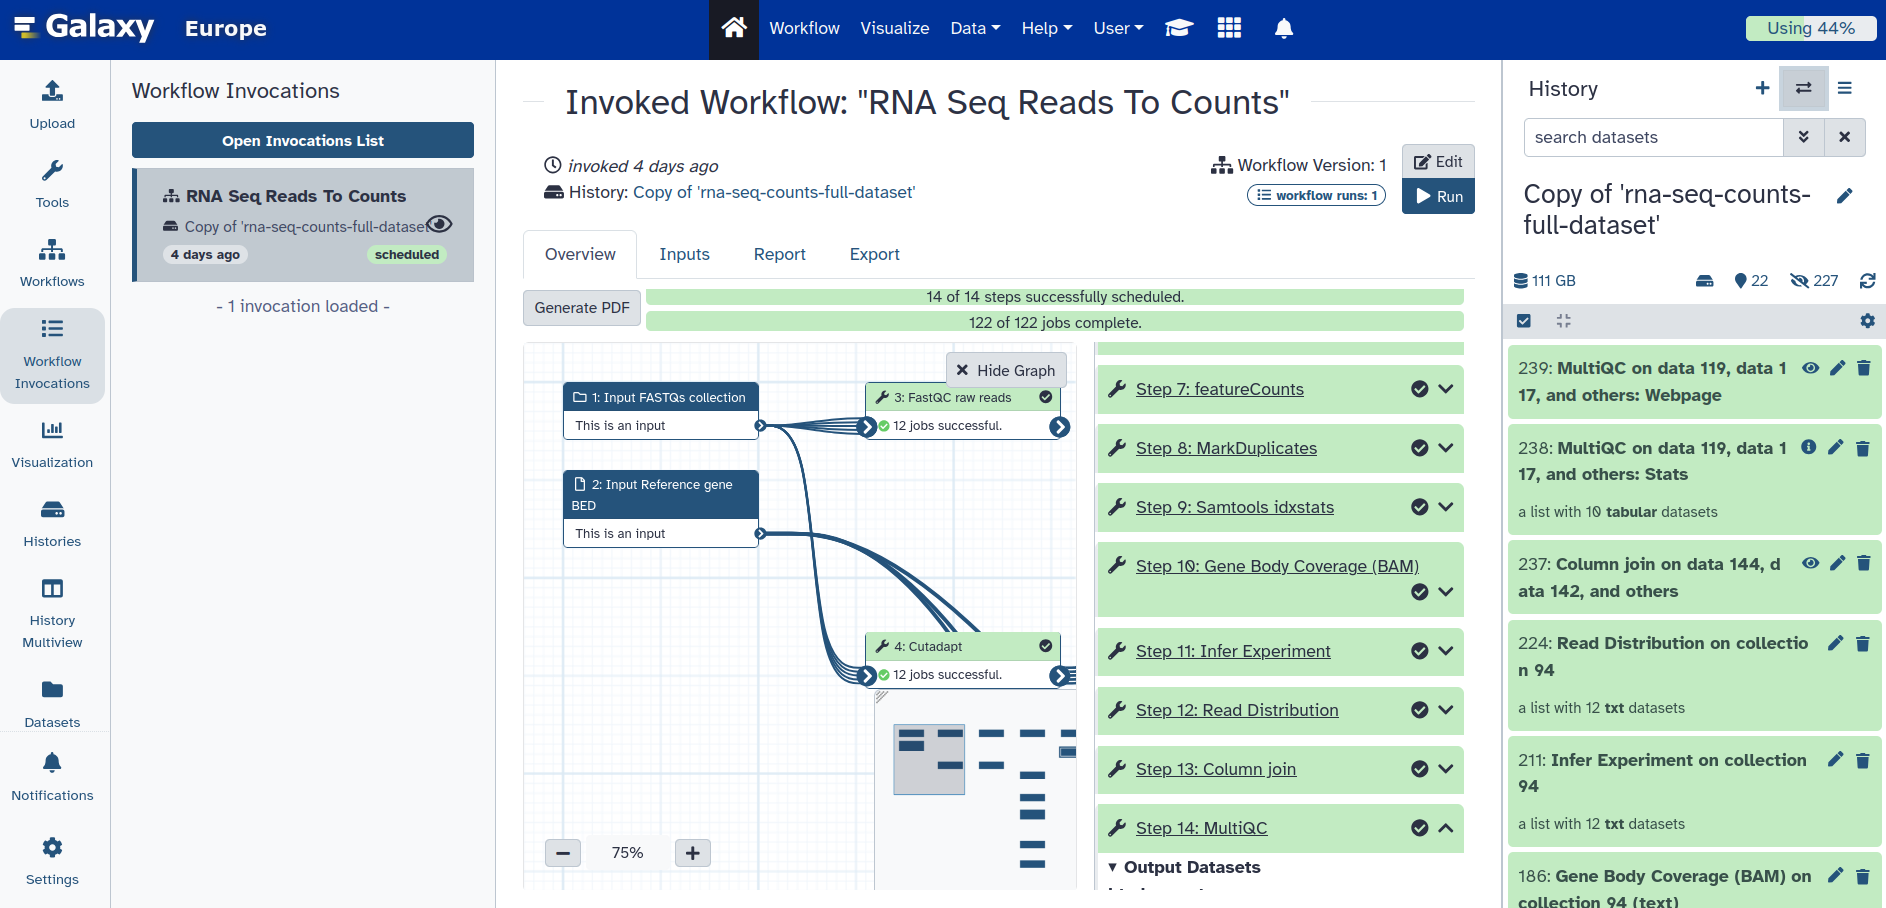 Galaxy Europe
Workflow Visualize Data Help User
Using 44%
Upload
Tools
Workflows
Workflow
Invocations
Visualization
Histories
History
Multiview
Datasets
Notifications
Settings
Workflow Invocations
Open Invocations List
RNA Seq Reads To Counts
Copy of 'rna-seq-counts-full-dataset
4 days ago scheduled
- 1 invocation loaded -
Invoked Workflow: "RNA Seq Reads To Counts"
invoked 4 days ago
History: Copy of 'rna-seq-counts-full-dataset'
Workflow Version: 1
workflow runs: 1
Edit
Run
Overview Inputs Report Export
Generate PDF
14 of 14 steps successfully scheduled.
122 of 122 jobs complete.
Hide Graph
1: Input FASTQs collection
This is an input
2: Input Reference gene
BED
This is an input
3: FastQC raw reads
12 jobs successful.
4: Cutadapt
12 jobs successful.
75%
Step 7: featureCounts
Step 8: MarkDuplicates
Step 9: Samtools idxstats
Step 10: Gene Body Coverage (BAM)
Step 11: Infer Experiment
Step 12: Read Distribution
Step 13: Column join
Step 14: MultiQC
Output Datasets
History
search datasets
Copy of 'rna-seq-counts-
full-dataset'
111 GB 22 227
239: MultiQC on data 119, data 1
17, and others: Webpage
238: MultiQC on data 119, data 1
17, and others: Stats
a list with 10 tabular datasets
237: Column join on data 144, d
ata 142, and others
224: Read Distribution on collectio
n 94
a list with 12 txt datasets
211: Infer Experiment on collection
94
a list with 12 txt datasets
186: Gene Body Coverage (BAM) on
collection 94 (text)